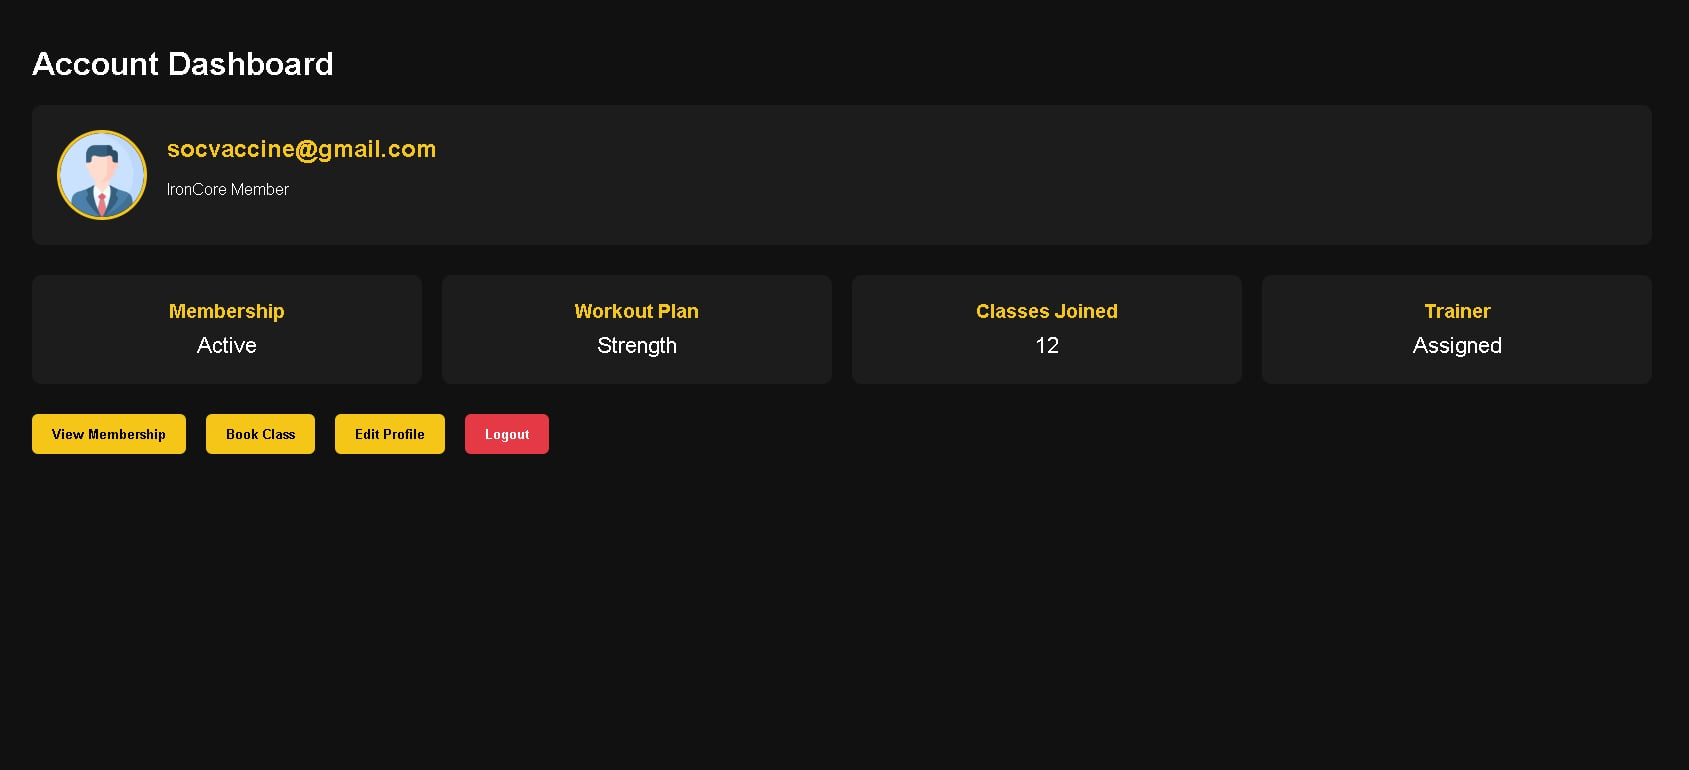 Account Dashboard
socvaccine@gmail.com
IronCore Member
Membership
Active
Workout Plan
Strength
Classes Joined
12
Trainer
Assigned
View Membership
Book Class
Edit Profile
Logout